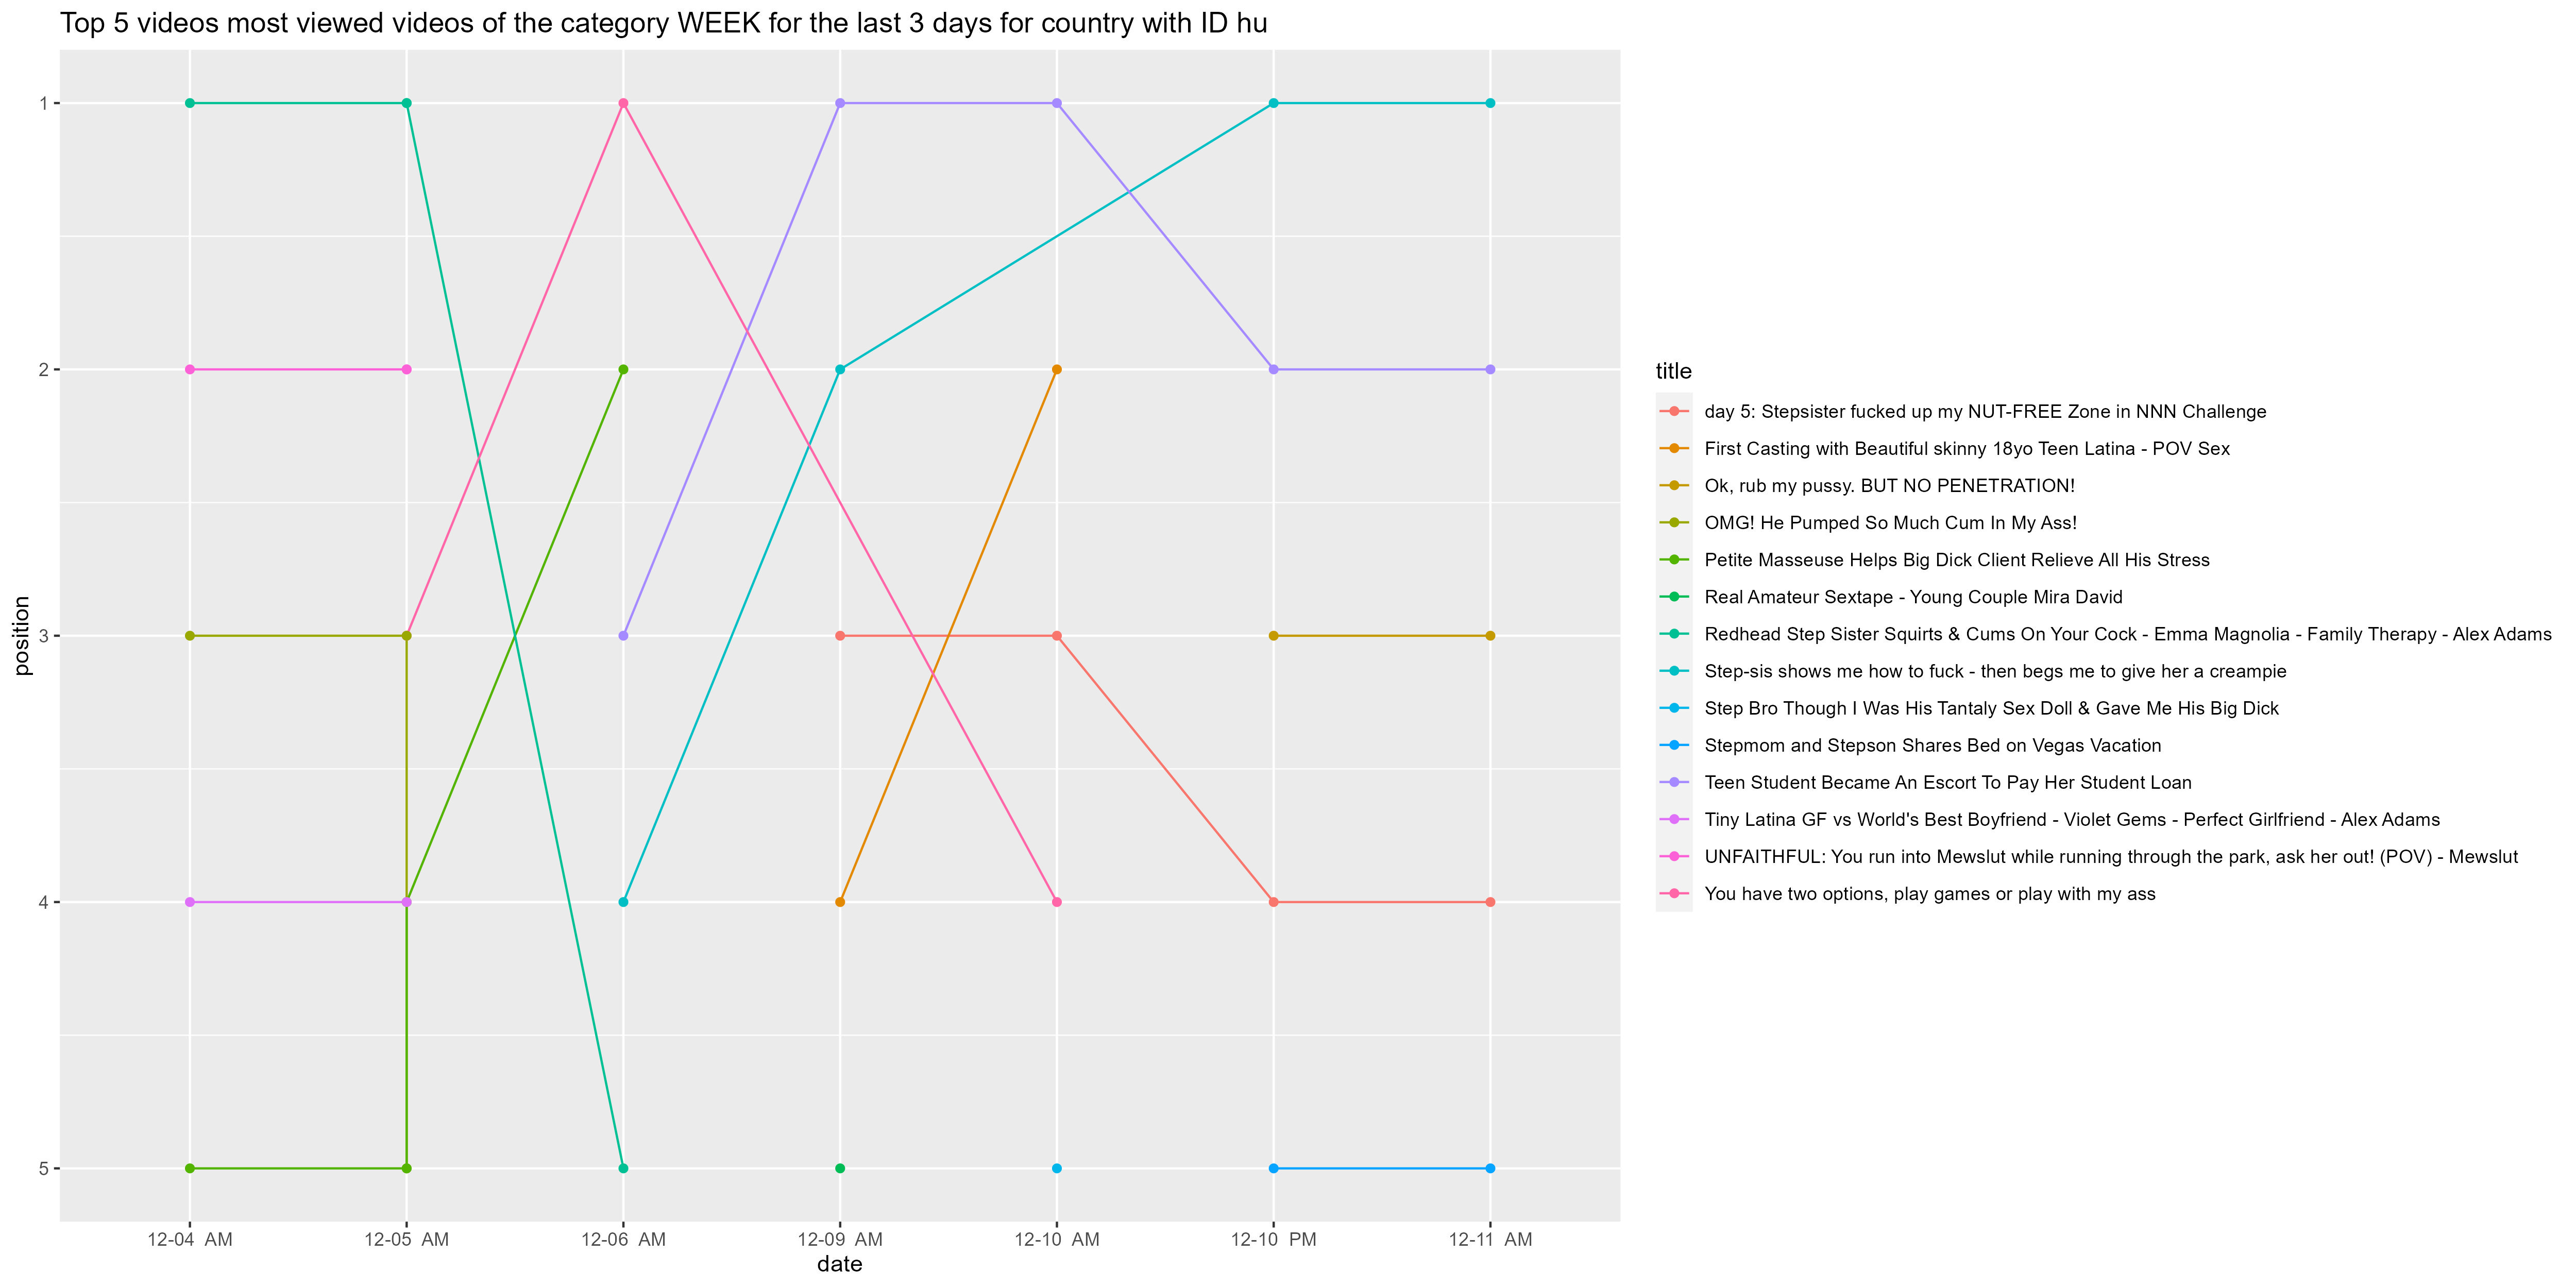 Top 5 videos most viewed videos of the category WEEK for the last 3 days for country with ID hu
1
2
3
4
5
position
12-04 AM
12-05 AM
12-06 AM
12-09 AM
12-10 AM
12-10 PM
12-11 AM
date
title
day 5: Stepsister fucked up my NUT-FREE Zone in NNN Challenge
First Casting with Beautiful skinny 18yo Teen Latina - POV Sex
Ok, rub my pussy. BUT NO PENETRATION!
OMG! He Pumped So Much Cum In My Ass!
Petite Masseuse Helps Big Dick Client Relieve All His Stress
Real Amateur Sextape - Young Couple Mira David
Redhead Step Sister Squirts & Cums On Your Cock - Emma Magnolia - Family Therapy - Alex Adams
Step-sis shows me how to fuck - then begs me to give her a creampie
Step Bro Though I Was His Tantaly Sex Doll & Gave Me His Big Dick
Stepmom and Stepson Shares Bed on Vegas Vacation
Teen Student Became An Escort To Pay Her Student Loan
Tiny Latina GF vs World's Best Boyfriend - Violet Gems - Perfect Girlfriend - Alex Adams
UNFAITHFUL: You run into Mewslut while running through the park, ask her out! (POV) - Mewslut
You have two options, play games or play with my ass